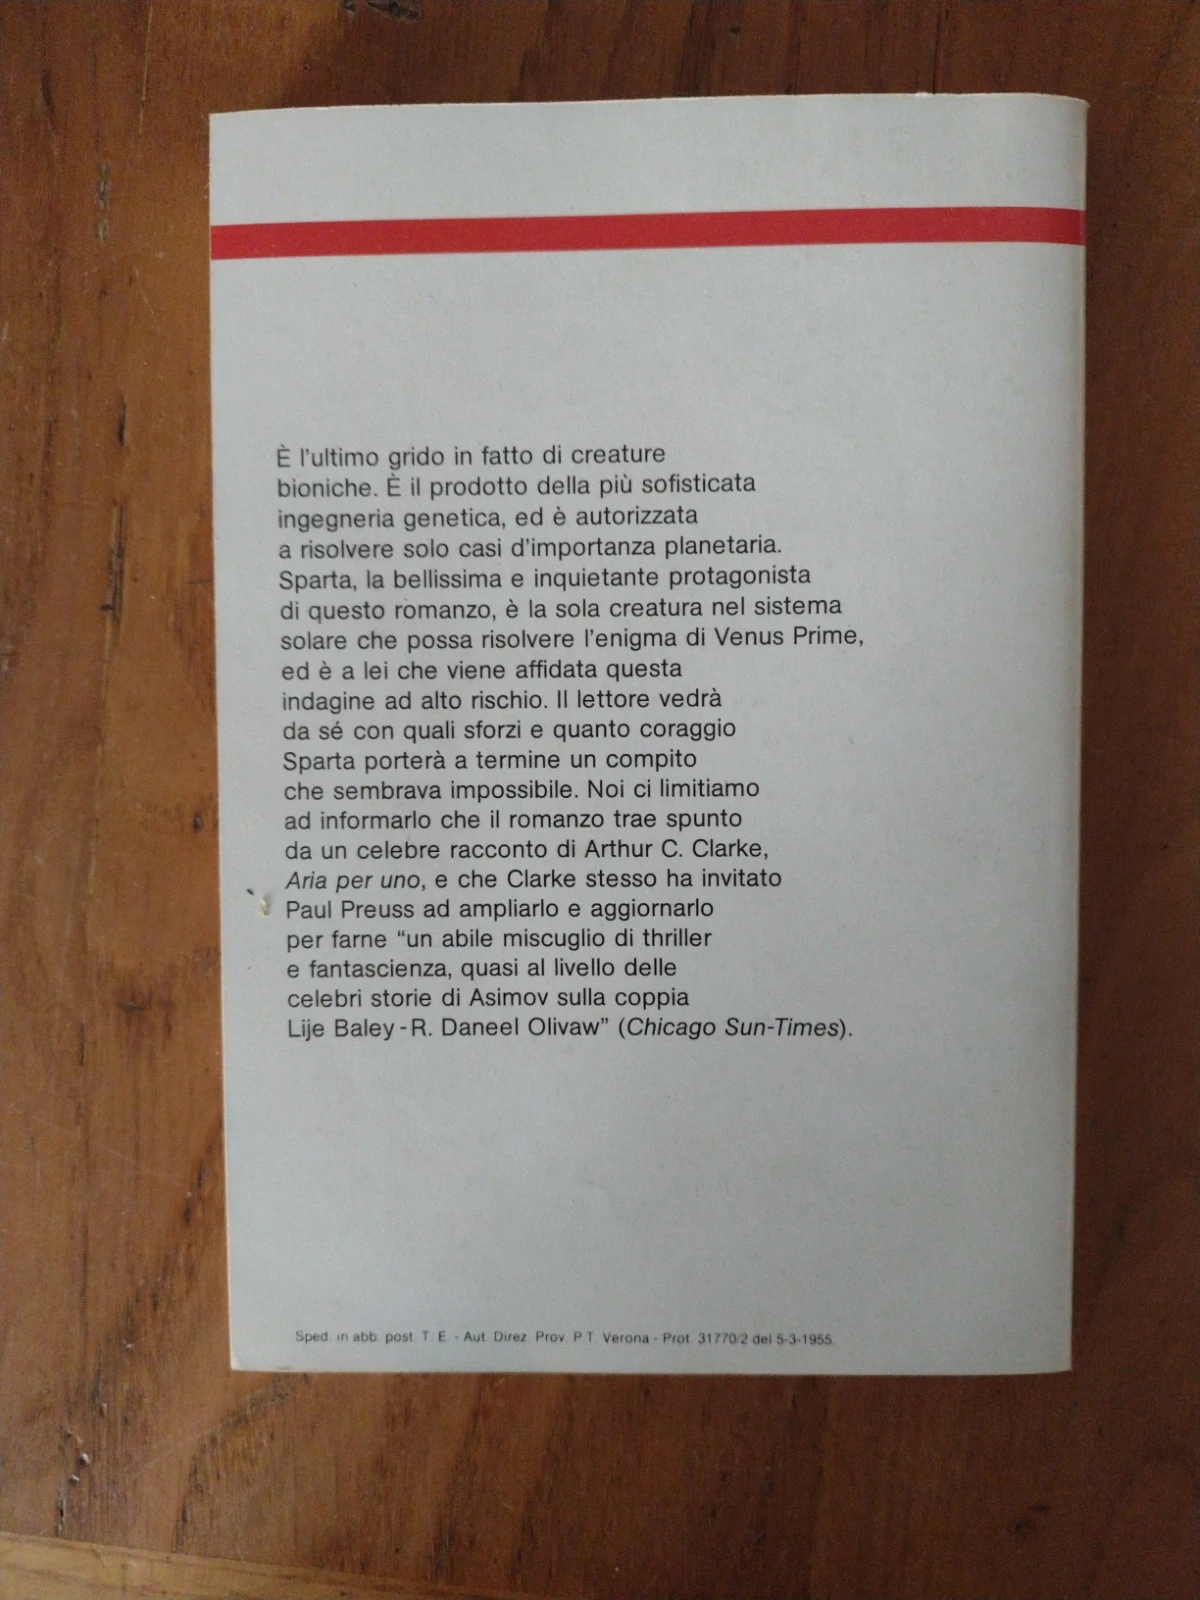 È l'ultimo grido in fatto di creature
bioniche. È il prodotto della più sofisticata
ingegneria genetica, ed è autorizzata
a risolvere solo casi d'importanza planetaria.
Sparta, la bellissima e inquietante protagonista
di questo romanzo, è la sola creatura nel sistema
solare che possa risolvere l'enigma di Venus Prime,
ed è a lei che viene affidata questa
indagine ad alto rischio. Il lettore vedrà
da sé con quali sforzi e quanto coraggio
Sparta porterà a termine un compito
che sembrava impossibile. Noi ci limitiamo
ad informarlo che il romanzo trae spunto
da un celebre racconto di Arthur C. Clarke,
Aria per uno, e che Clarke stesso ha invitato
Paul Preuss ad ampliarlo e aggiornarlo
per farne “un abile miscuglio di thriller
e fantascienza, quasi al livello delle
celebri storie di Asimov sulla coppia
Lije Baley - R. Daneel Olivaw” (Chicago Sun-Times).
Sped. in abb. post. T. E. - Aut. Direz. Prov. P.T. Verona - Prot. 31770/2 del 5-3-1955.